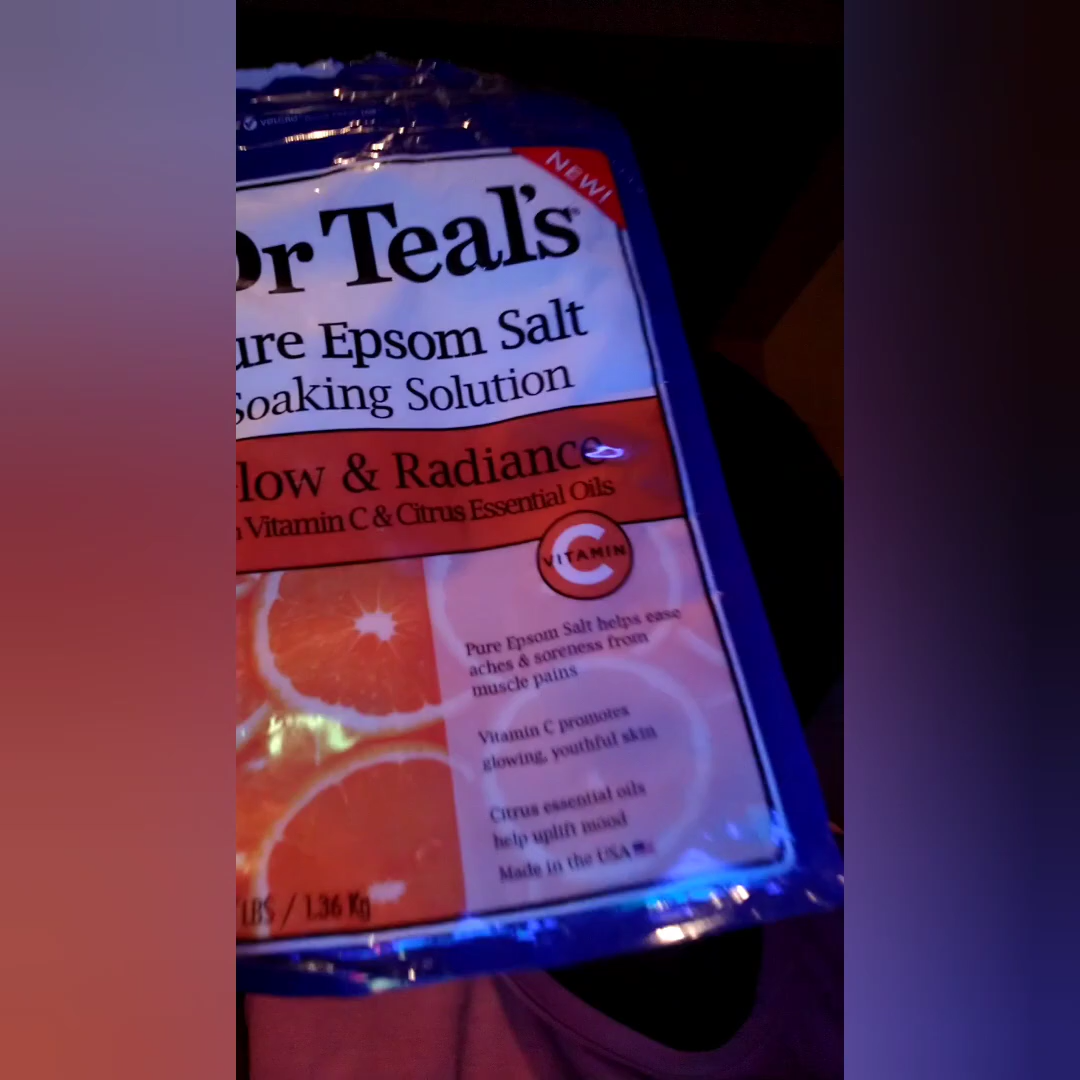 NEW!
Dr Teal's
ure Epsom Salt
Soaking Solution
low & Radiance
Vitamin C & Citrus Essential Oils
C
VITAMIN
Pure Epsom Salt helps ease
aches & soreness from
muscle pains
Vitamin C promotes
glowing, youthful skin
Citrus essential oils
help uplift mood
Made in the USA
LBS / 1.36 Kg